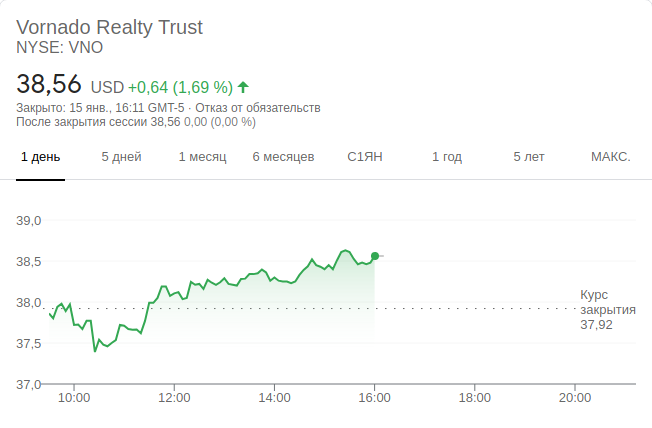 Vornado Realty Trust
NYSE: VNO
38,56 USD +0,64 (1,69 %)
Закрыто: 15 янв., 16:11 GMT-5 · Отказ от обязательств
После закрытия сессии 38,56 0,00 (0,00 %)
1 день 5 дней 1 месяц 6 месяцев С1ЯН 1 год 5 лет МАКС.
39,0
38,5
38,0
37,5
37,0
Курс
закрытия
37,92
10:00 12:00 14:00 16:00 18:00 20:00